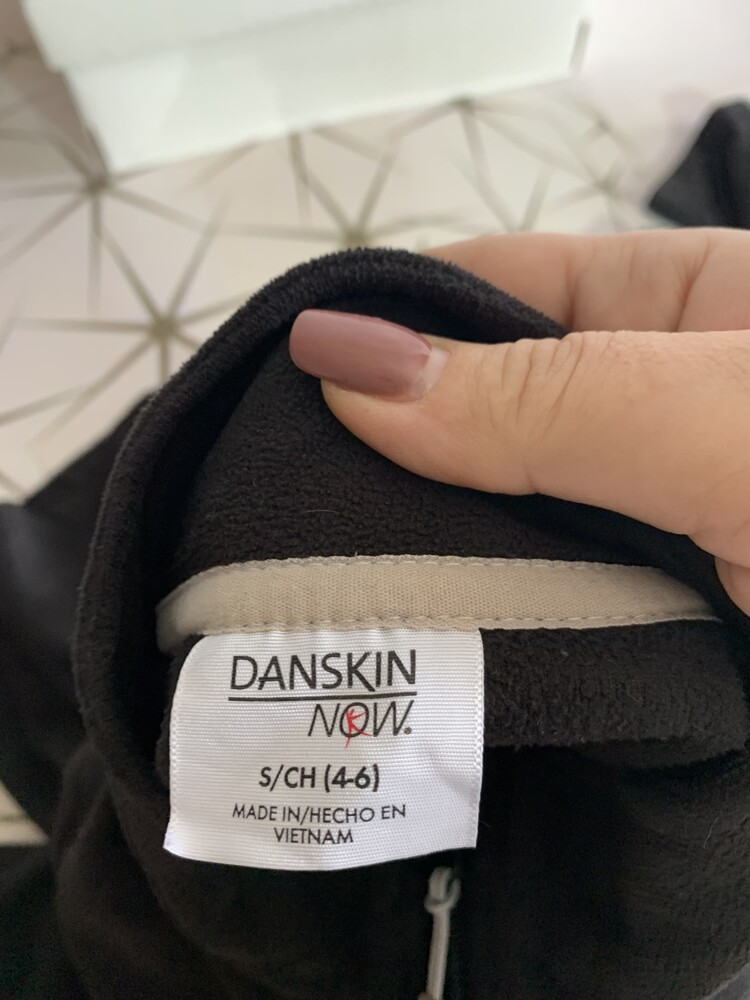 DANSKIN
NOW.
S/CH (4-6)
MADE IN/HECHO EN
VIETNAM